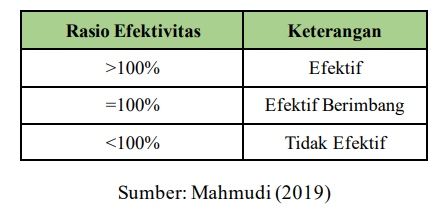 Rasio Efektivitas Keterangan
>100% Efektif
=100% Efektif Berimbang
<100% Tidak Efektif
Sumber: Mahmudi (2019)